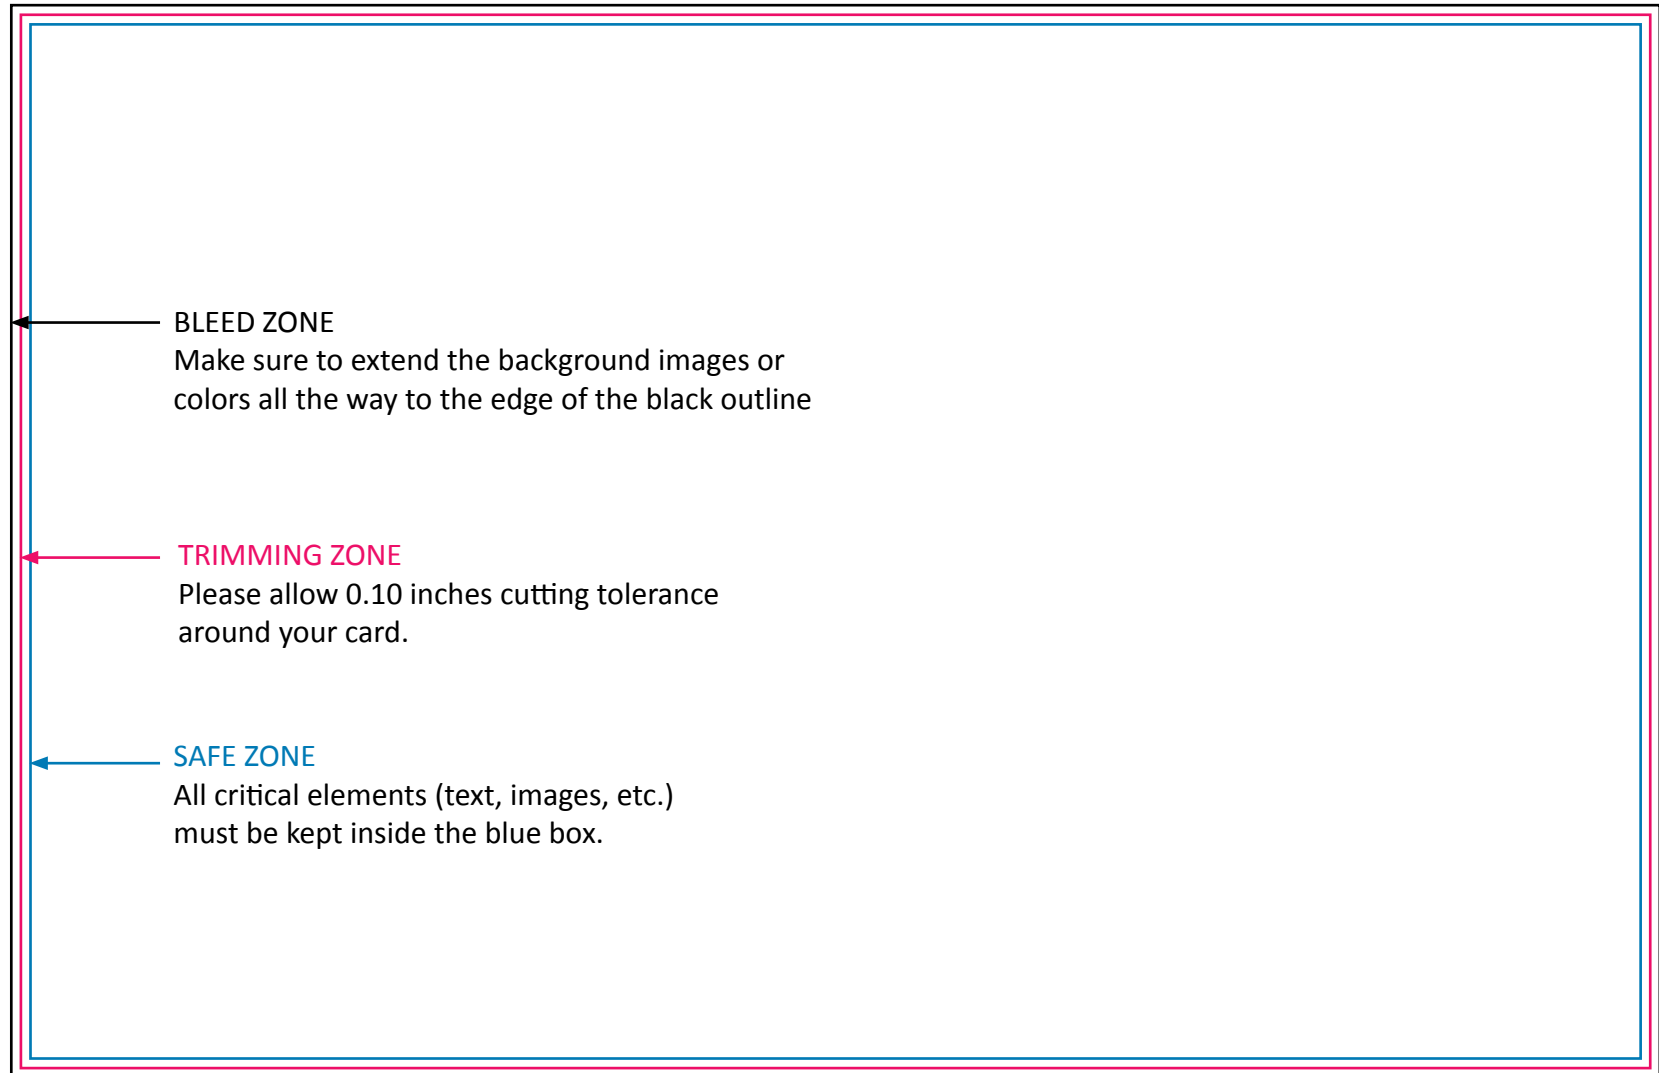 BLEED ZONE
Make sure to extend the background images or
colors all the way to the edge of the black outline
TRIMMING ZONE
Please allow 0.10 inches cutting tolerance
around your card.
SAFE ZONE
All critical elements (text, images, etc.)
must be kept inside the blue box.